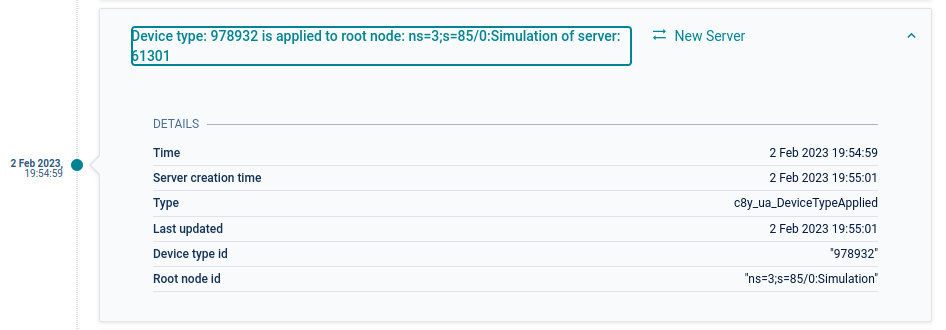 Device type: 978932 is applied to root node: ns=3;s=85/0:Simulation of server:
61301
New Server
2 Feb 2023,
19:54:59
DETAILS
Time 2 Feb 2023 19:54:59
Server creation time 2 Feb 2023 19:55:01
Type c8y_ua_DeviceTypeApplied
Last updated 2 Feb 2023 19:55:01
Device type id "978932"
Root node id "ns=3;s=85/0:Simulation"